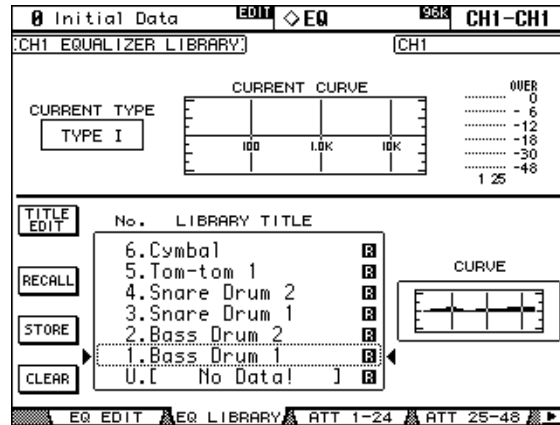 0 Initial Data EDIT ◇EQ 96K CH1-CH1
CH1 EQUALIZER LIBRARY CH1
CURRENT CURVE
CURRENT TYPE
TYPE I
100 1.0K 10K
OVER
0
-6
-12
-18
-30
-48
1 25
TITLE EDIT
No. LIBRARY TITLE
6.Cymbal R
5.Tom-tom 1 R
4.Snare Drum 2 R
3.Snare Drum 1 R
2.Bass Drum 2 R
1.Bass Drum 1 R
U.[ No Data! ] R
RECALL
STORE
CLEAR
CURVE
EQ EDIT EQ LIBRARY ATT 1-24 ATT 25-48